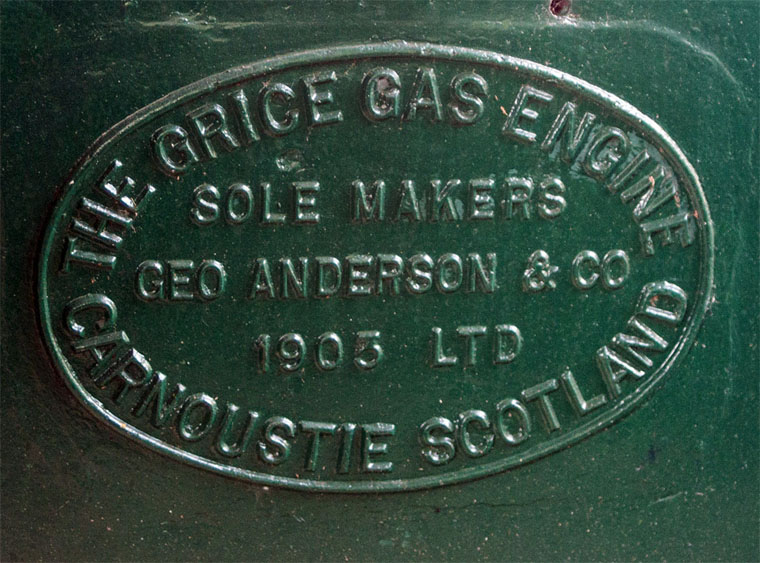 THE GRICE GAS ENGINE
SOLE MAKERS
GEO ANDERSON & CO
1905 LTD
CARNOUSTIE SCOTLAND